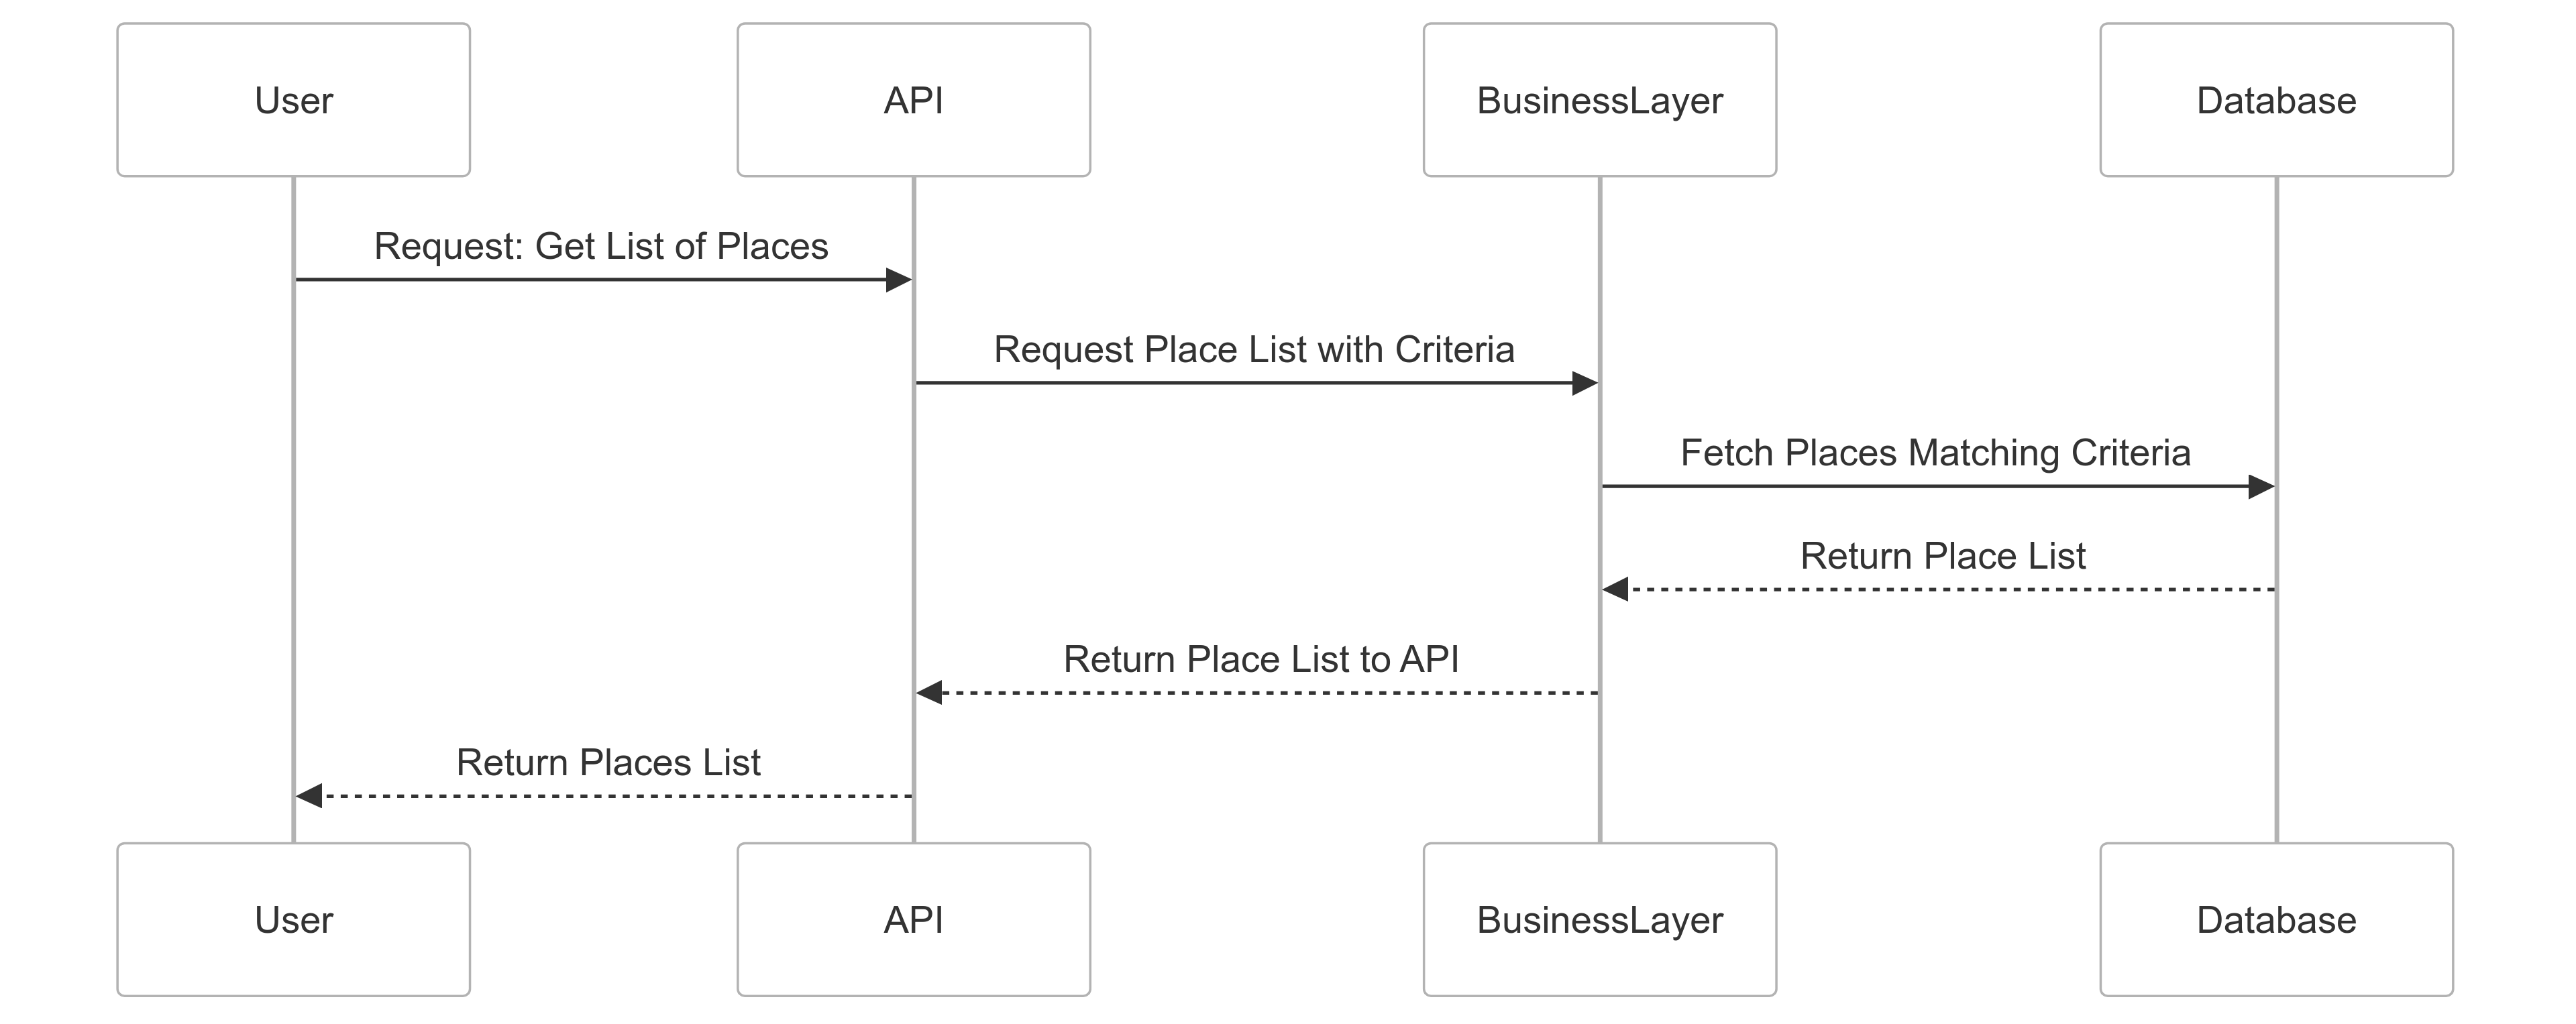 User
API
BusinessLayer
Database
Request: Get List of Places
Request Place List with Criteria
Fetch Places Matching Criteria
Return Place List
Return Place List to API
Return Places List
User
API
BusinessLayer
Database